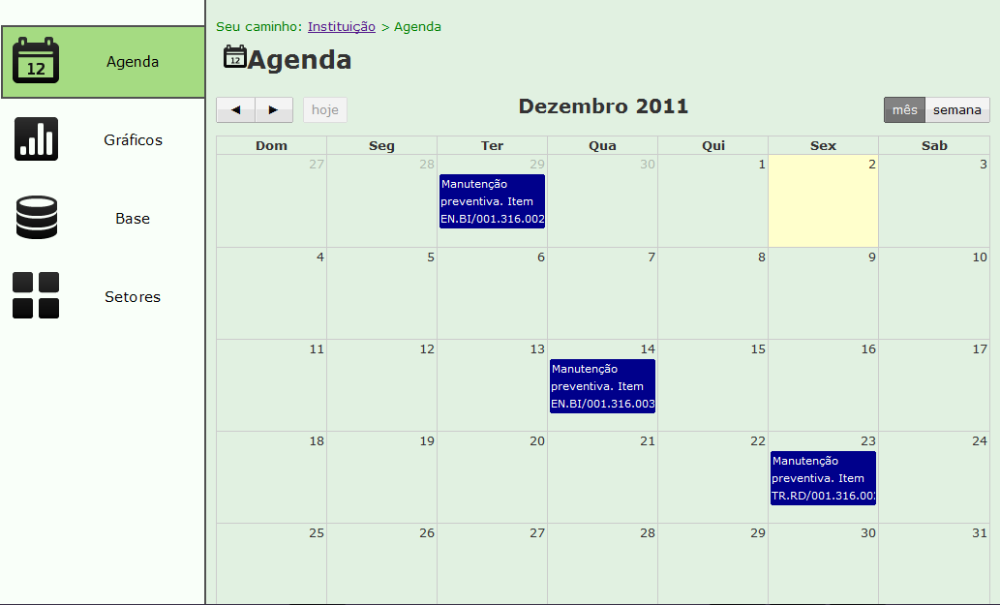 Seu caminho: Instituição > Agenda
12 Agenda
12 Agenda
Gráficos
Base
Setores
◄ ► hoje Dezembro 2011 mês semana
Dom Seg Ter Qua Qui Sex Sab
27 28 29 30 1 2 3
Manutenção
preventiva. Item
EN.BI/001.316.002
4 5 6 7 8 9 10
11 12 13 14 15 16 17
Manutenção
preventiva. Item
EN.BI/001.316.003
18 19 20 21 22 23 24
Manutenção
preventiva. Item
TR.RD/001.316.00
25 26 27 28 29 30 31